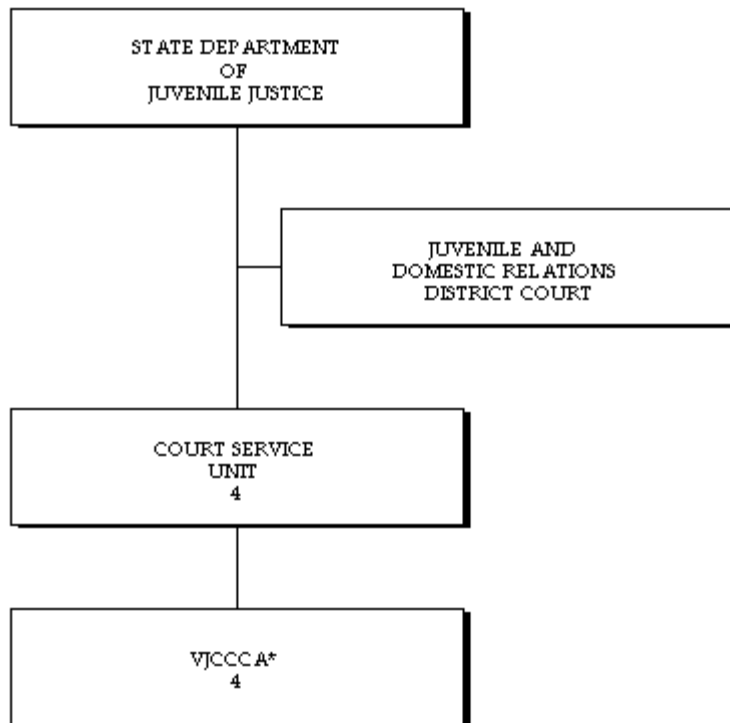 STATE DEPARTMENT
OF
JUVENILE JUSTICE
JUVENILE AND
DOMESTIC RELATIONS
DISTRICT COURT
COURT SERVICE
UNIT
4
VJCCCA*
4